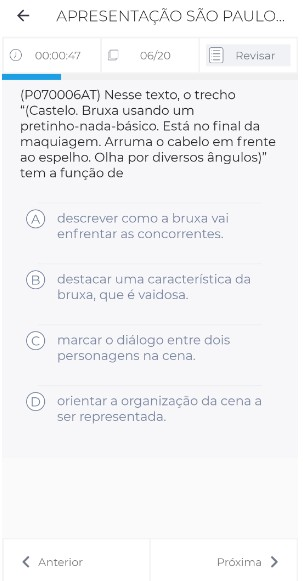 ← APRESENTAÇÃO SÃO PAULO...
00:00:47 06/20 Revisar
(P070006AT) Nesse texto, o trecho
“(Castelo. Bruxa usando um
pretinho-nada-básico. Está no final da
maquiagem. Arruma o cabelo em frente
ao espelho. Olha por diversos ângulos)”
tem a função de
A descrever como a bruxa vai
enfrentar as concorrentes.
B destacar uma característica da
bruxa, que é vaidosa.
C marcar o diálogo entre dois
personagens na cena.
D orientar a organização da cena a
ser representada.
Anterior Próxima